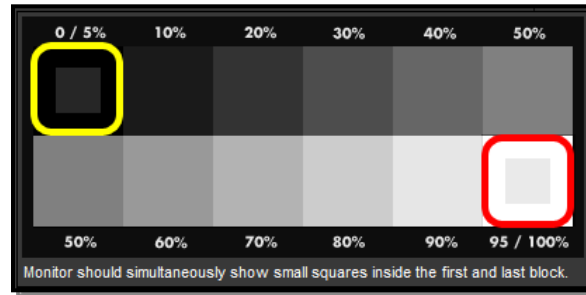 0 / 5% 10% 20% 30% 40% 50%
50% 60% 70% 80% 90% 95 / 100%
Monitor should simultaneously show small squares inside the first and last block.